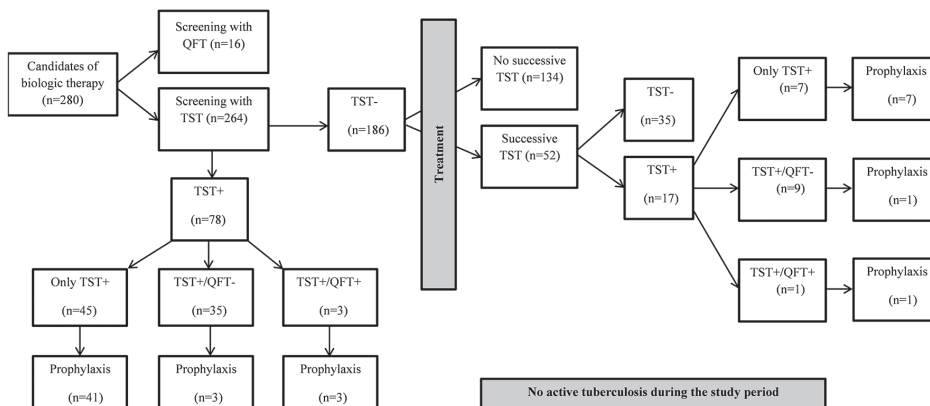 Candidates of
biologic therapy
(n=280)
Screening with
QFT (n=16)
Screening with
TST (n=264)
TST-
(n=186)
TST+
(n=78)
Only TST+
(n=45)
TST+/QFT-
(n=35)
TST+/QFT+
(n=3)
Prophylaxis
(n=41)
Prophylaxis
(n=3)
Prophylaxis
(n=3)
Treatment
No successive
TST (n=134)
Successive
TST (n=52)
TST-
(n=35)
TST+
(n=17)
Only TST+
(n=7)
Prophylaxis
(n=7)
TST+/QFT-
(n=9)
Prophylaxis
(n=1)
TST+/QFT+
(n=1)
Prophylaxis
(n=1)
No active tuberculosis during the study period